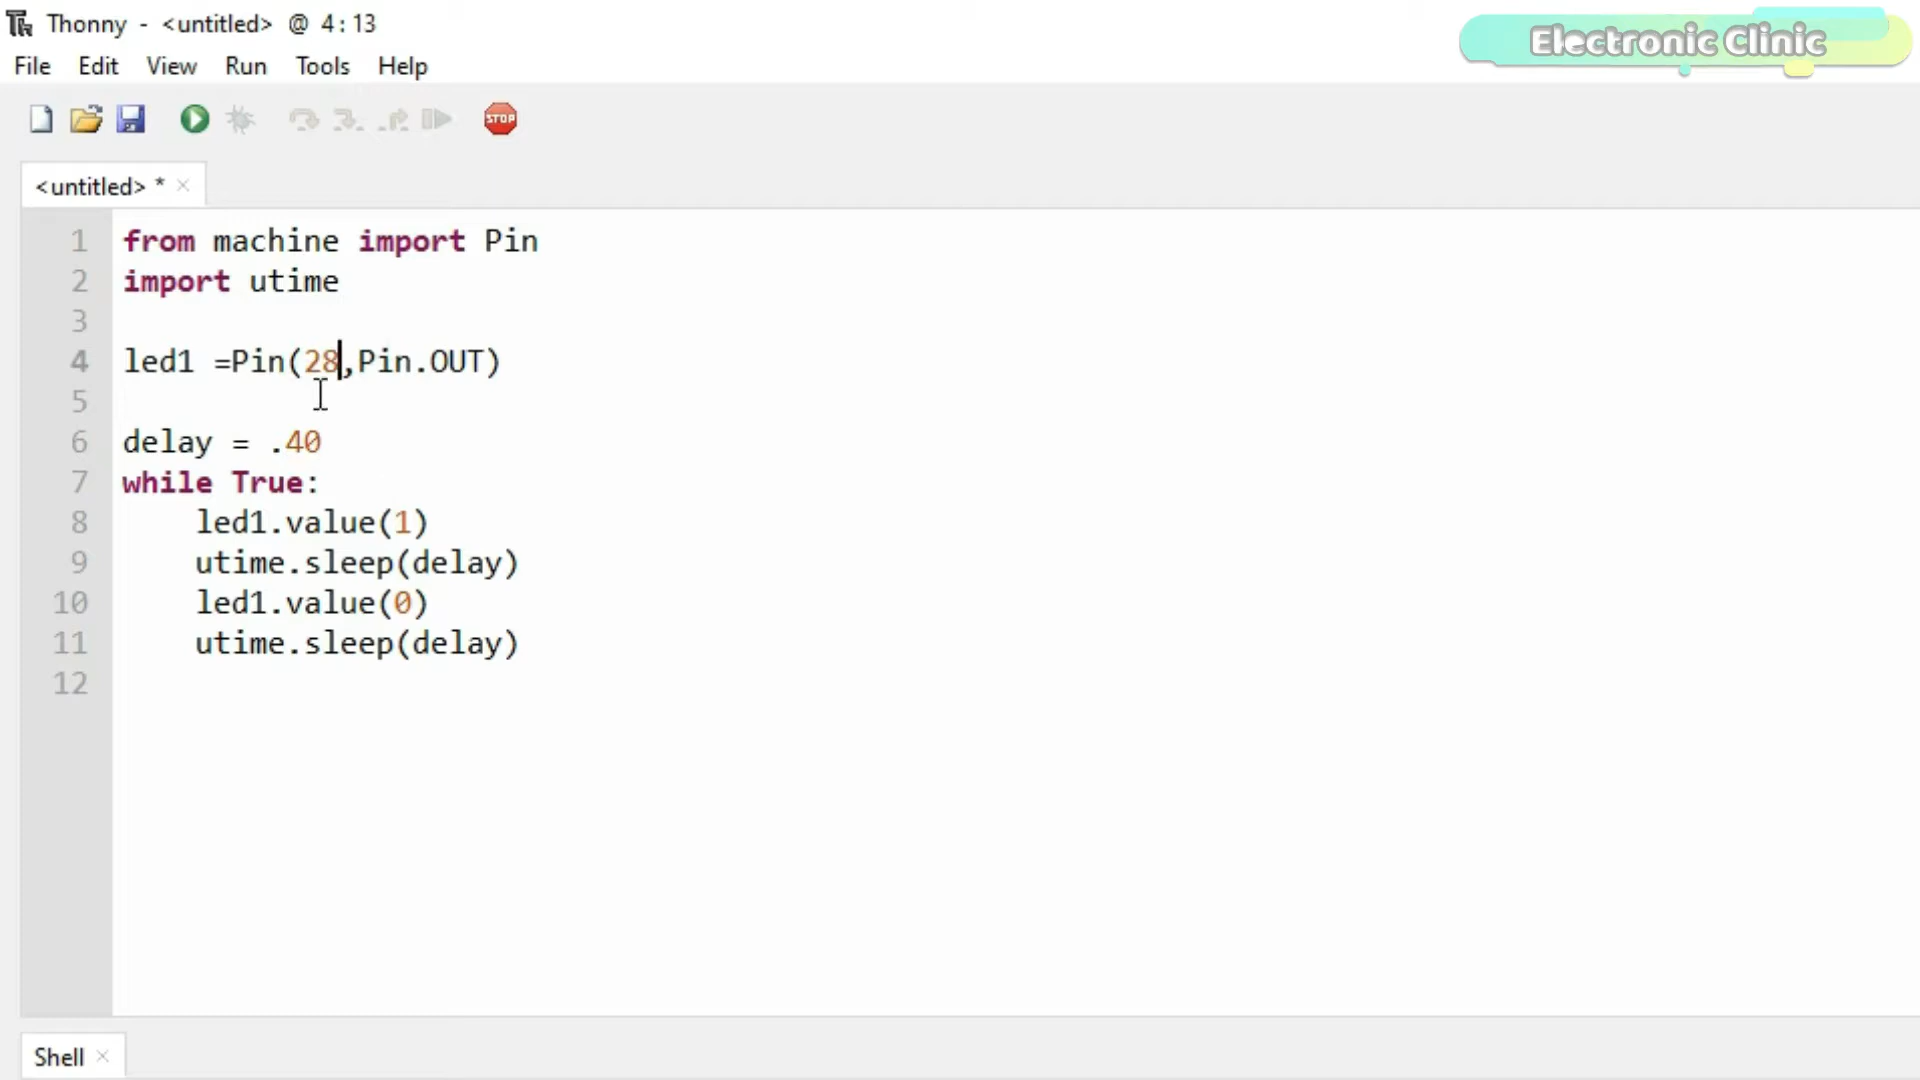 Thonny - <untitled> @ 4:13
Electronic Clinic
File Edit View Run Tools Help
STOP
<untitled> * ×
1 from machine import Pin
2 import utime
3
4 led1 =Pin(28,Pin.OUT)
5
6 delay = .40
7 while True:
8     led1.value(1)
9     utime.sleep(delay)
10     led1.value(0)
11     utime.sleep(delay)
12
Shell ×